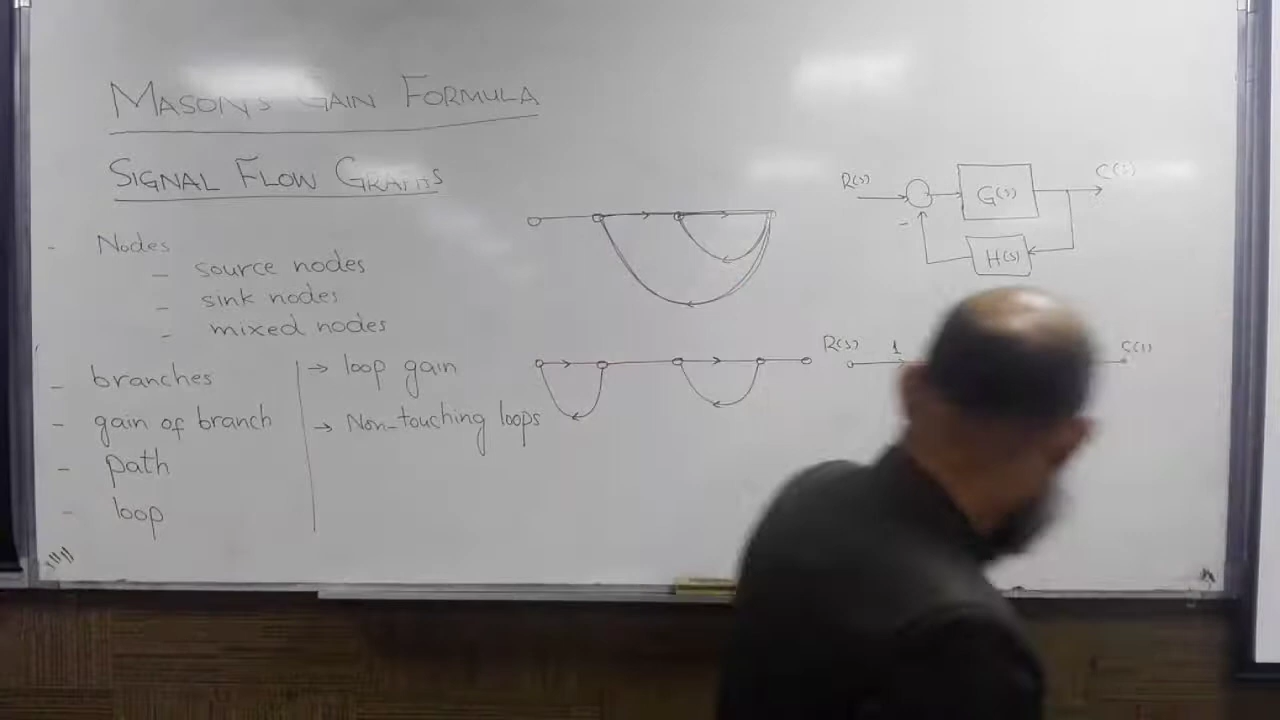 MASON'S GAIN FORMULA
SIGNAL FLOW GRAPHS
- Nodes
- source nodes
- sink nodes
- mixed nodes
- branches
- gain of branch
- path
- loop
→ loop gain
→ Non-touching loops
R(s)
G(s)
C(s)
-
H(s)
R(s) 1 C(s)